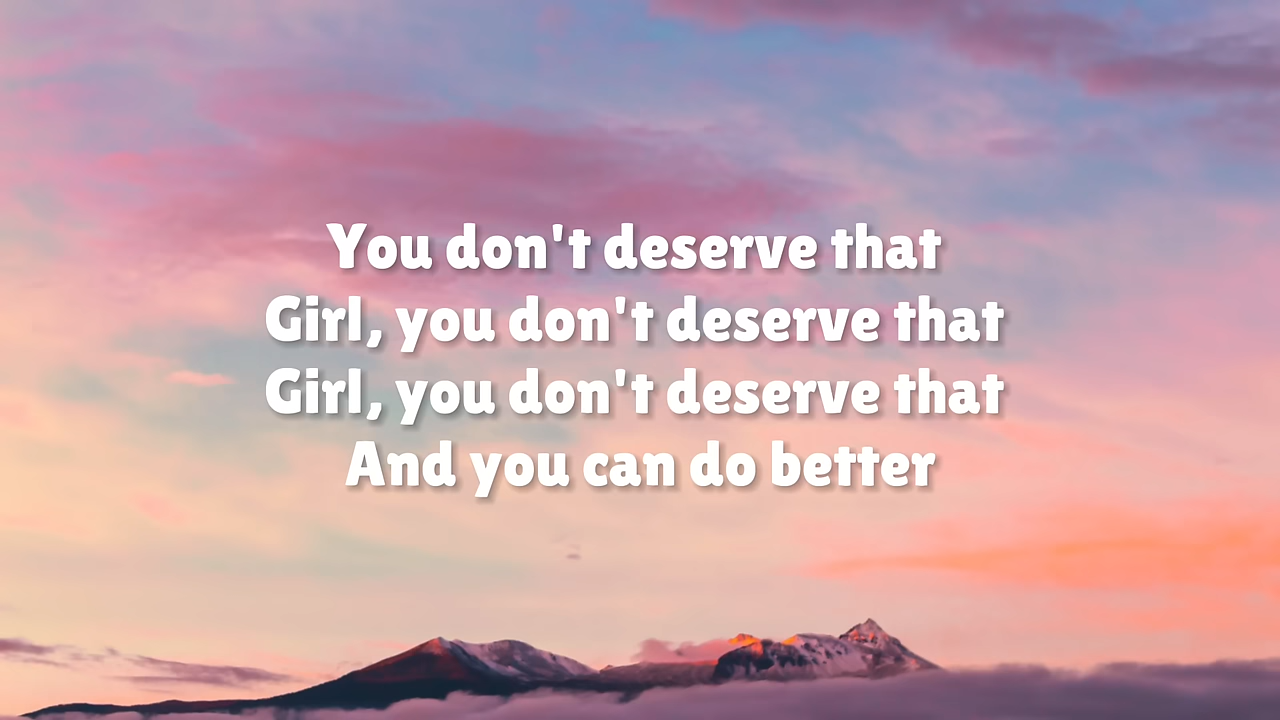 You don't deserve that
Girl, you don't deserve that
Girl, you don't deserve that
And you can do better